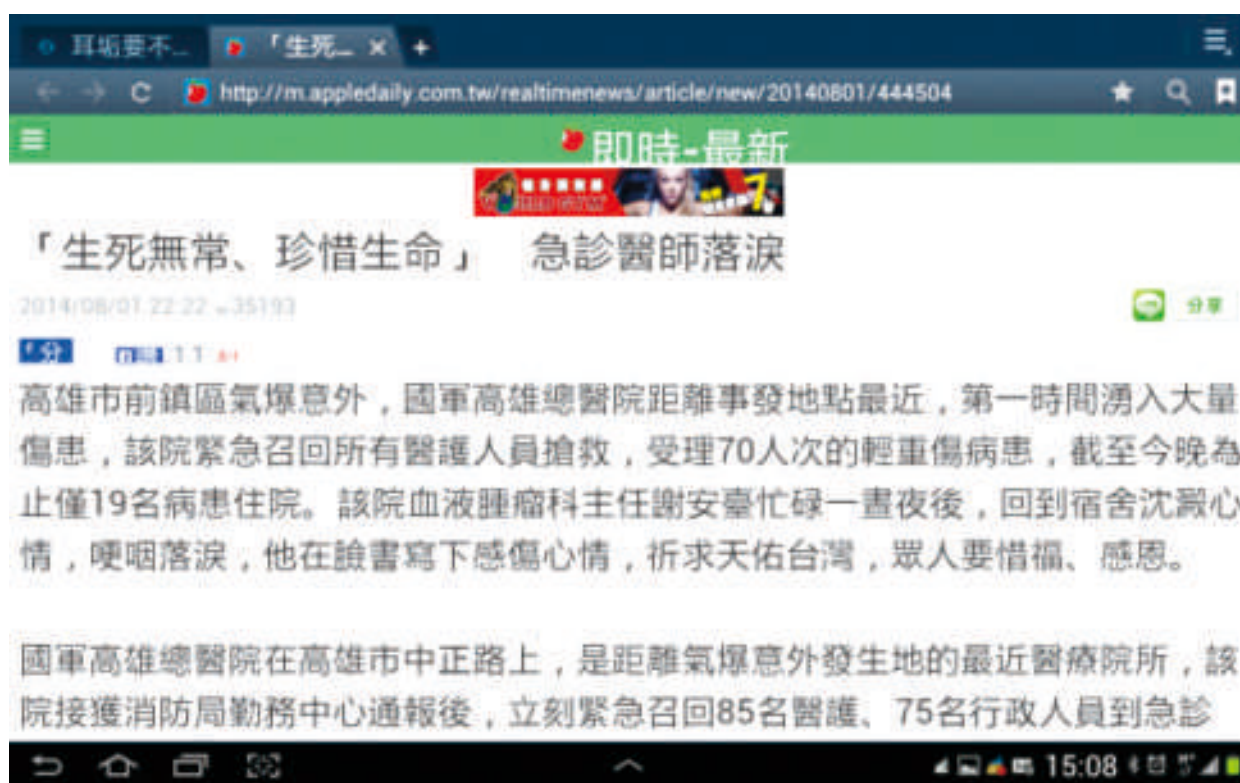 耳垢要不...
「生死...
http://m.appledaily.com.tw/realtimenews/article/new/20140801/444504
即時-最新
「生死無常、珍惜生命」 急診醫師落淚
2014/08/01 22:22
35193
分享
分
11
高雄市前鎮區氣爆意外，國軍高雄總醫院距離事發地點最近，第一時間湧入大量
傷患，該院緊急召回所有醫護人員搶救，受理70人次的輕重傷病患，截至今晚為
止僅19名病患住院。該院血液腫瘤科主任謝安臺忙碌一晝夜後，回到宿舍沈澱心
情，哽咽落淚，他在臉書寫下感傷心情，祈求天佑台灣，眾人要惜福、感恩。
國軍高雄總醫院在高雄市中正路上，是距離氣爆意外發生地的最近醫療院所，該
院接獲消防局勤務中心通報後，立刻緊急召回85名醫護、75名行政人員到急診
15:08